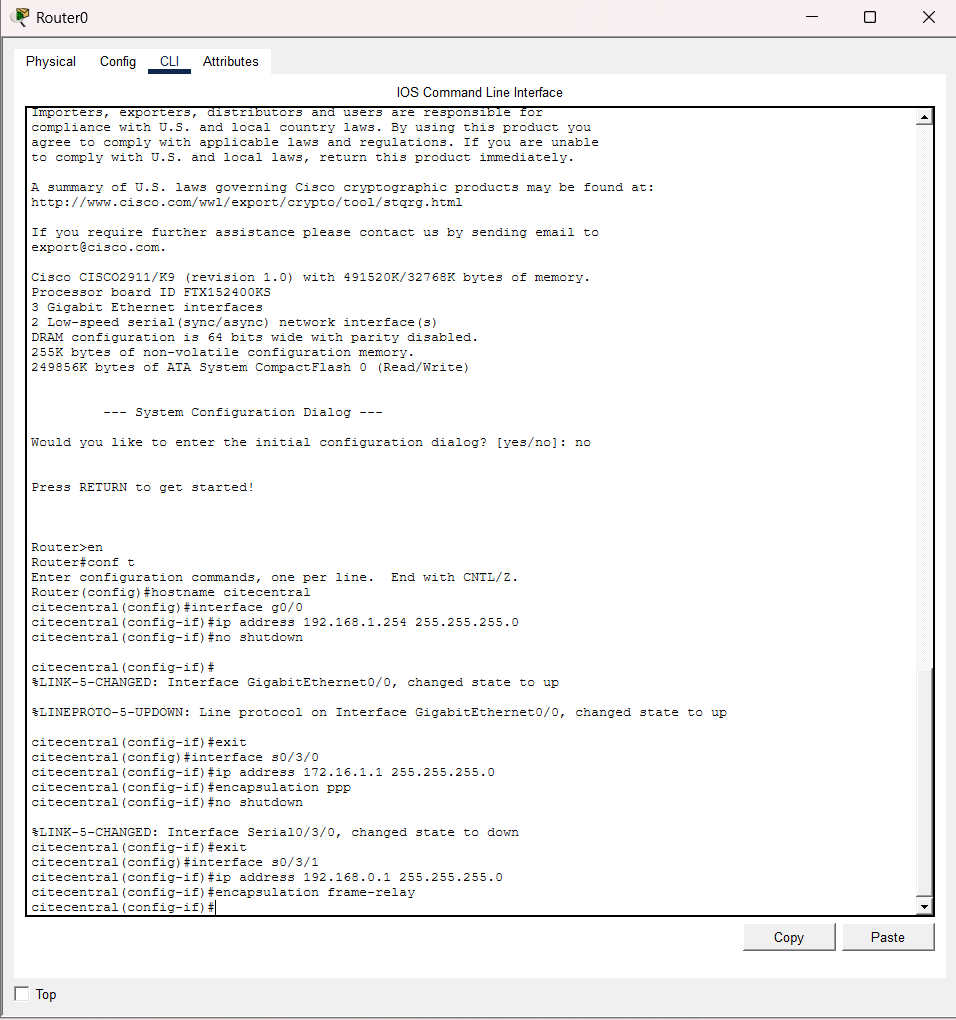 Router0
Physical Config CLI Attributes
IOS Command Line Interface
Importers, exporters, distributors and users are responsible for
compliance with U.S. and local country laws. By using this product you
agree to comply with applicable laws and regulations. If you are unable
to comply with U.S. and local laws, return this product immediately.
A summary of U.S. laws governing Cisco cryptographic products may be found at:
http://www.cisco.com/wwl/export/crypto/tool/stqrg.html
If you require further assistance please contact us by sending email to
export@cisco.com.
Cisco CISCO2911/K9 (revision 1.0) with 491520K/32768K bytes of memory.
Processor board ID FTX152400KS
3 Gigabit Ethernet interfaces
2 Low-speed serial(sync/async) network interface(s)
DRAM configuration is 64 bits wide with parity disabled.
255K bytes of non-volatile configuration memory.
249856K bytes of ATA System CompactFlash 0 (Read/Write)
--- System Configuration Dialog ---
Would you like to enter the initial configuration dialog? [yes/no]: no
Press RETURN to get started!
Router>en
Router#conf t
Enter configuration commands, one per line.  End with CNTL/Z.
Router(config)#hostname citecentral
citecentral(config)#interface g0/0
citecentral(config-if)#ip address 192.168.1.254 255.255.255.0
citecentral(config-if)#no shutdown
citecentral(config-if)#
%LINK-5-CHANGED: Interface GigabitEthernet0/0, changed state to up
%LINEPROTO-5-UPDOWN: Line protocol on Interface GigabitEthernet0/0, changed state to up
citecentral(config-if)#exit
citecentral(config)#interface s0/3/0
citecentral(config-if)#ip address 172.16.1.1 255.255.255.0
citecentral(config-if)#encapsulation ppp
citecentral(config-if)#no shutdown
%LINK-5-CHANGED: Interface Serial0/3/0, changed state to down
citecentral(config-if)#exit
citecentral(config)#interface s0/3/1
citecentral(config-if)#ip address 192.168.0.1 255.255.255.0
citecentral(config-if)#encapsulation frame-relay
citecentral(config-if)#
Copy Paste
Top